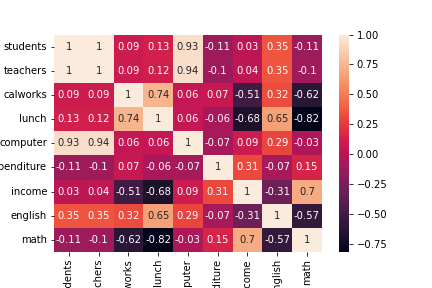 students 1 1 0.09 0.13 0.93 -0.11 0.03 0.35 -0.11
teachers 1 1 0.09 0.12 0.94 -0.1 0.04 0.35 -0.1
calworks 0.09 0.09 1 0.74 0.06 0.07 -0.51 0.32 -0.62
lunch 0.13 0.12 0.74 1 0.06 -0.06 -0.68 0.65 -0.82
computer 0.93 0.94 0.06 0.06 1 -0.07 0.09 0.29 -0.03
penditure -0.11 -0.1 0.07 -0.06 -0.07 1 0.31 -0.07 0.15
income 0.03 0.04 -0.51 -0.68 0.09 0.31 1 -0.31 0.7
english 0.35 0.35 0.32 0.65 0.29 -0.07 -0.31 1 -0.57
math -0.11 -0.1 -0.62 -0.82 -0.03 0.15 0.7 -0.57 1
dents
chers
works
lunch
puter
diture
come
nglish
math
1.00
0.75
0.50
0.25
0.00
−0.25
−0.50
−0.75